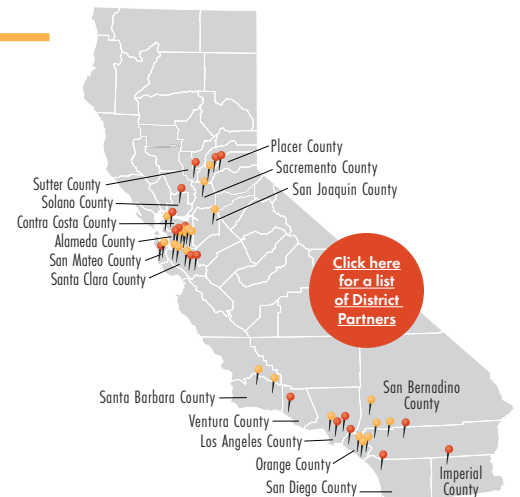 Placer County
Sacremento County
San Joaquin County
Sutter County
Solano County
Contra Costa County
Alameda County
San Mateo County
Santa Clara County
Click here
for a list
of District
Partners
Santa Barbara County
San Bernadino
County
Ventura County
Los Angeles County
Orange County
San Diego County
Imperial
County